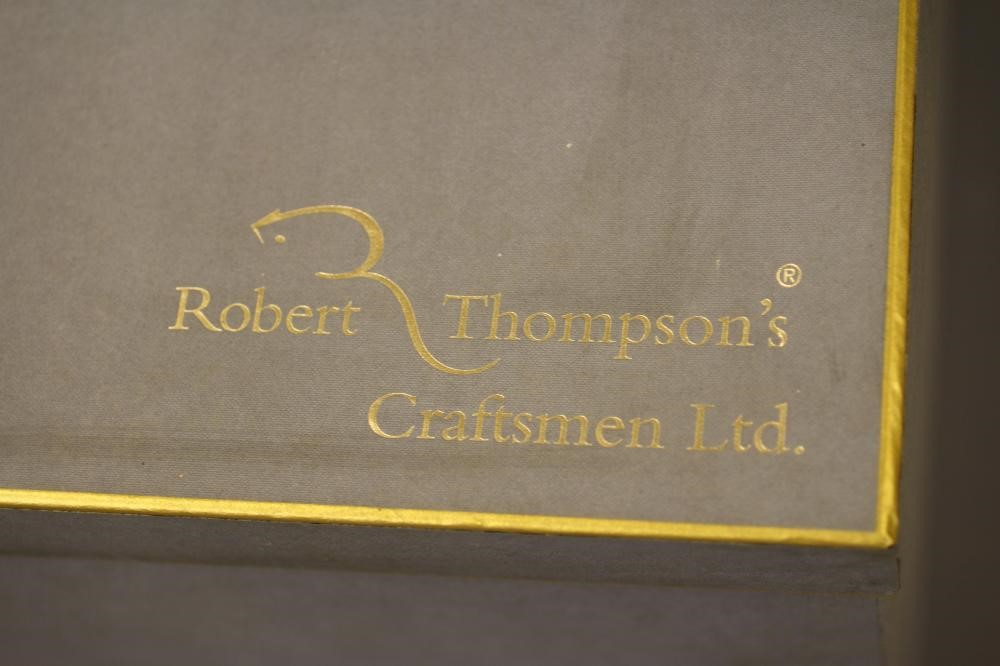 Robert Thompson's ®
Craftsmen Ltd.